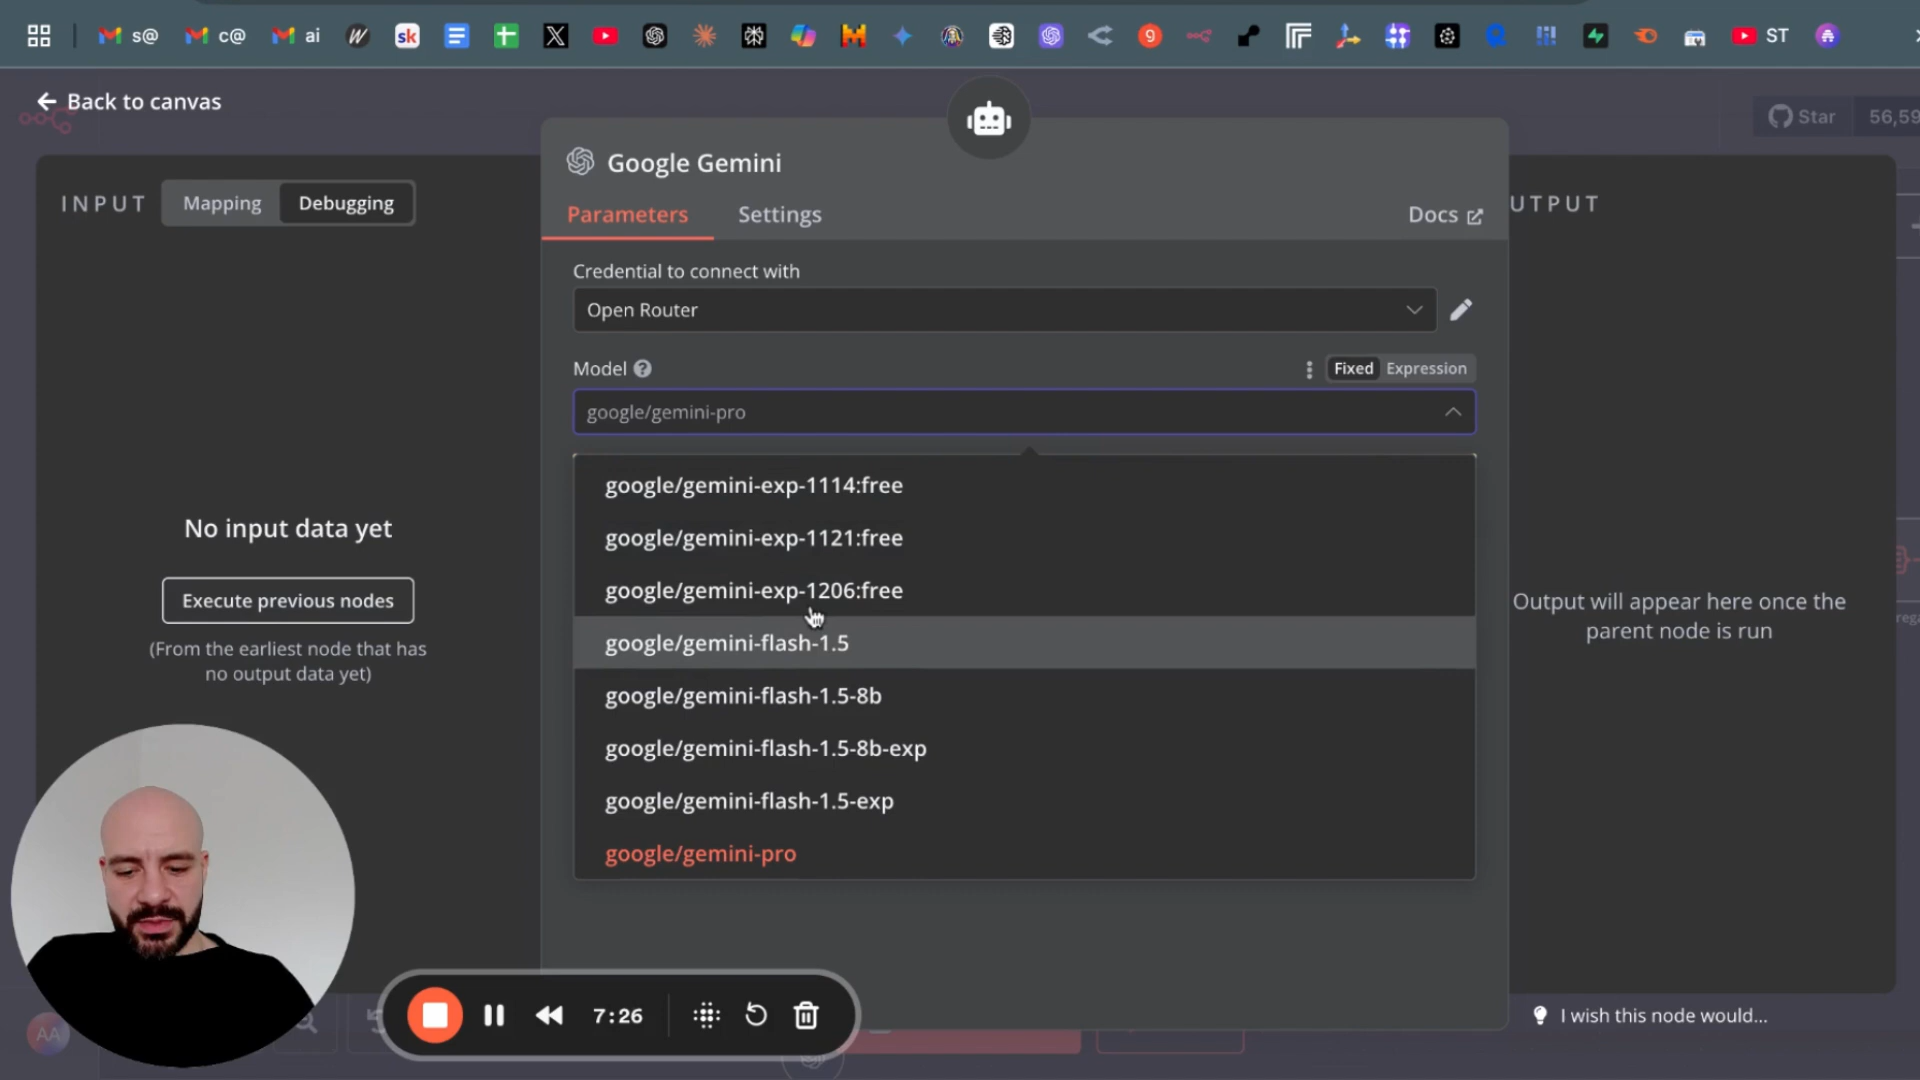 s@ c@ ai sk 9 ST
Back to canvas
Star 56,59
INPUT Mapping Debugging
Google Gemini
UTPUT
Parameters Settings Docs
Credential to connect with
Open Router
Model Fixed Expression
google/gemini-pro
google/gemini-exp-1114:free
google/gemini-exp-1121:free
google/gemini-exp-1206:free
google/gemini-flash-1.5
google/gemini-flash-1.5-8b
google/gemini-flash-1.5-8b-exp
google/gemini-flash-1.5-exp
google/gemini-pro
No input data yet
Execute previous nodes
(From the earliest node that has
no output data yet)
Output will appear here once the
parent node is run
rega
7:26
I wish this node would...
AA